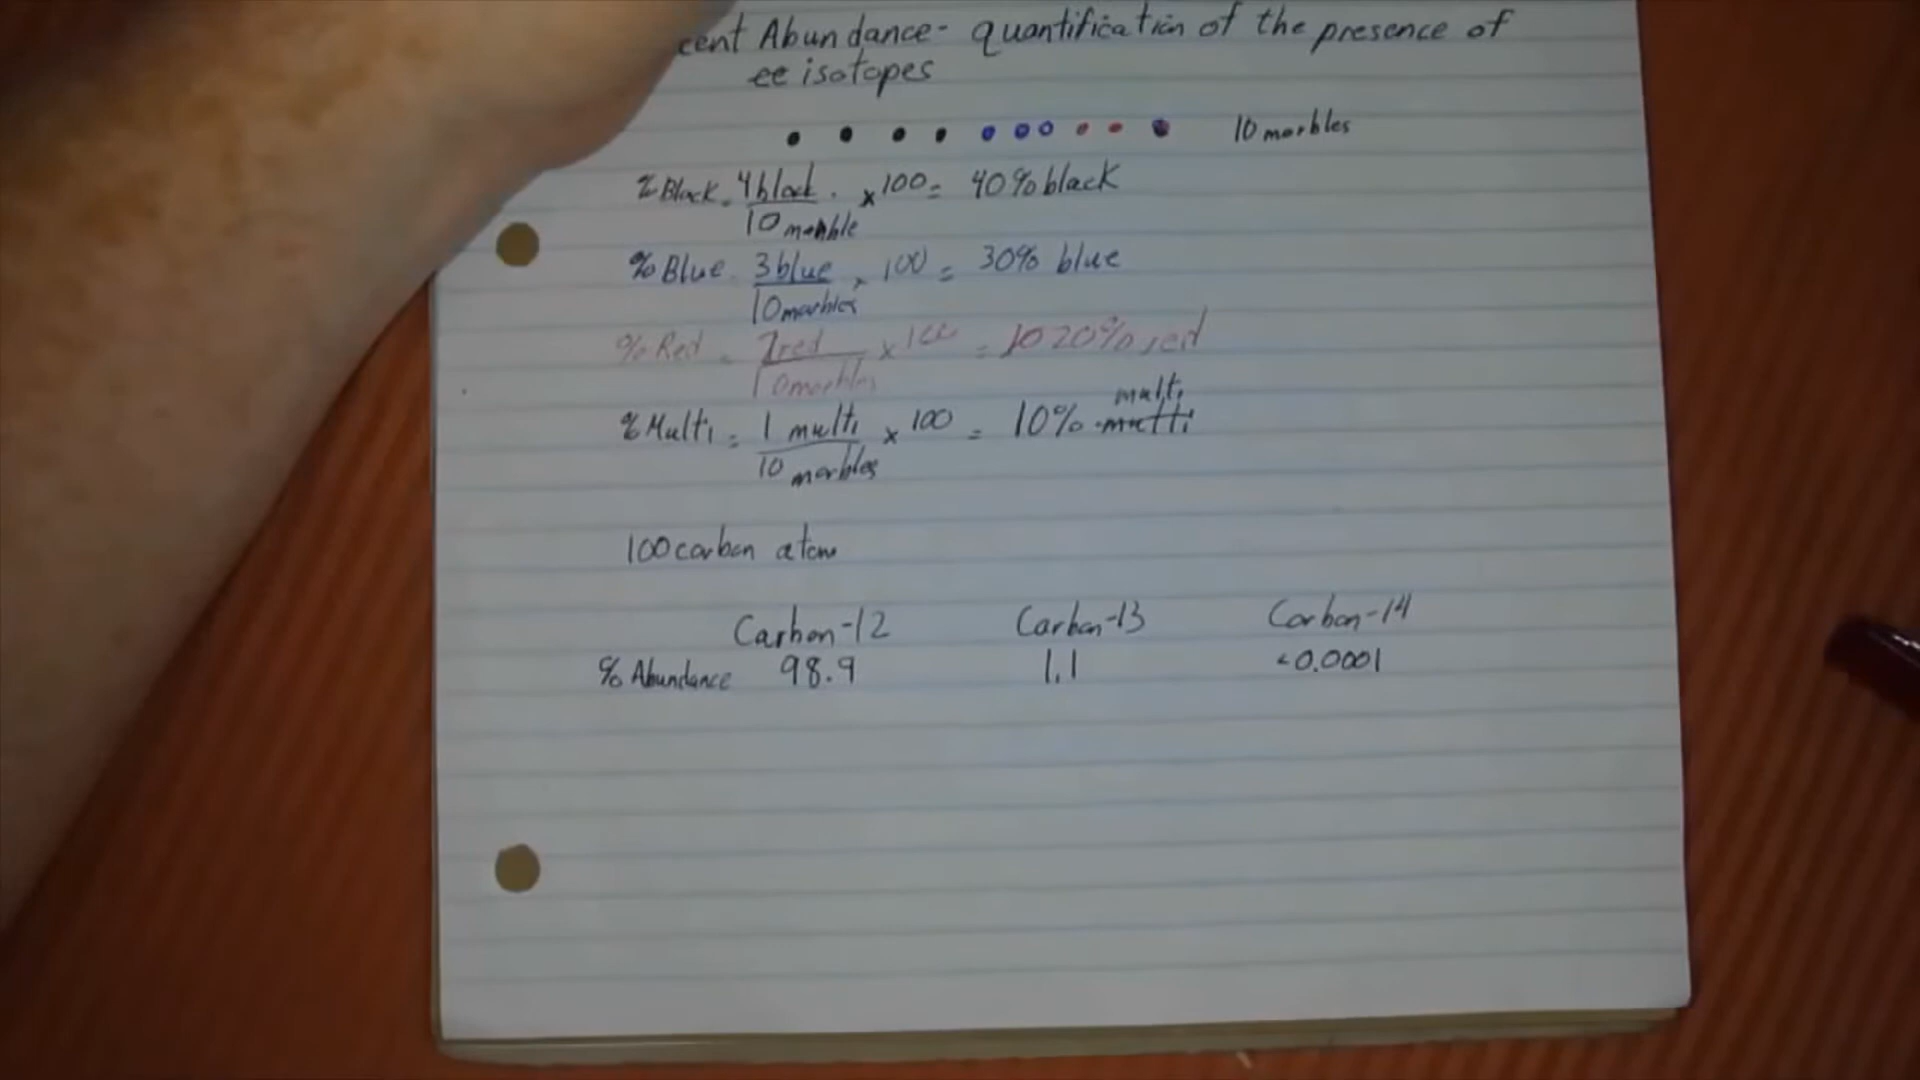 cent Abundance- quantification of the presence of
ee isotopes
10 marbles
% Black = 4 black × 100 = 40% black
10 marble
% Blue = 3 blue × 100 = 30% blue
10 marbles
% Red = 2 red × 100 = 10 20% red
10 marbles
multi
% Multi = 1 multi × 100 = 10% multi
10 marbles
100 carbon atom
Carbon-12 Carbon-13 Carbon-14
% Abundance 98.9 1.1 <0.0001